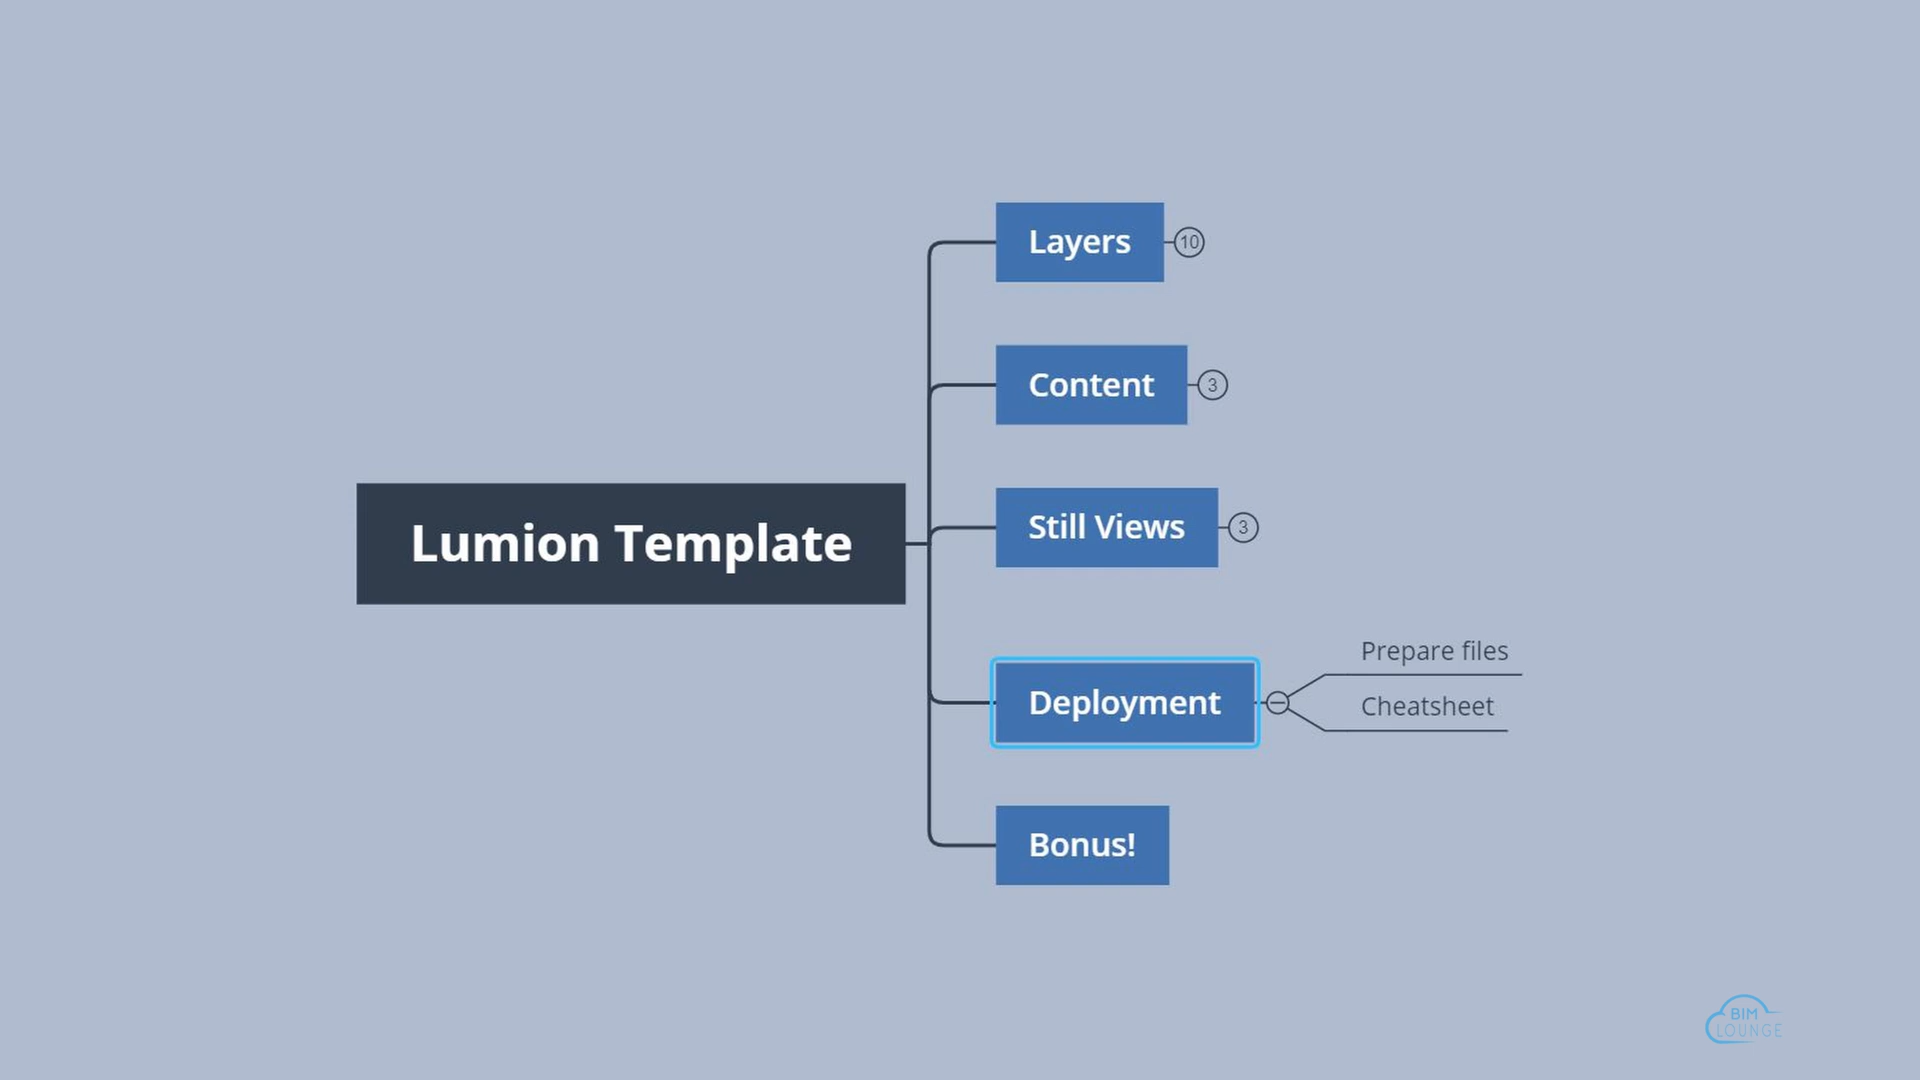 Lumion Template
Layers
10
Content
3
Still Views
3
Deployment
Prepare files
Cheatsheet
Bonus!
BIM
LOUNGE